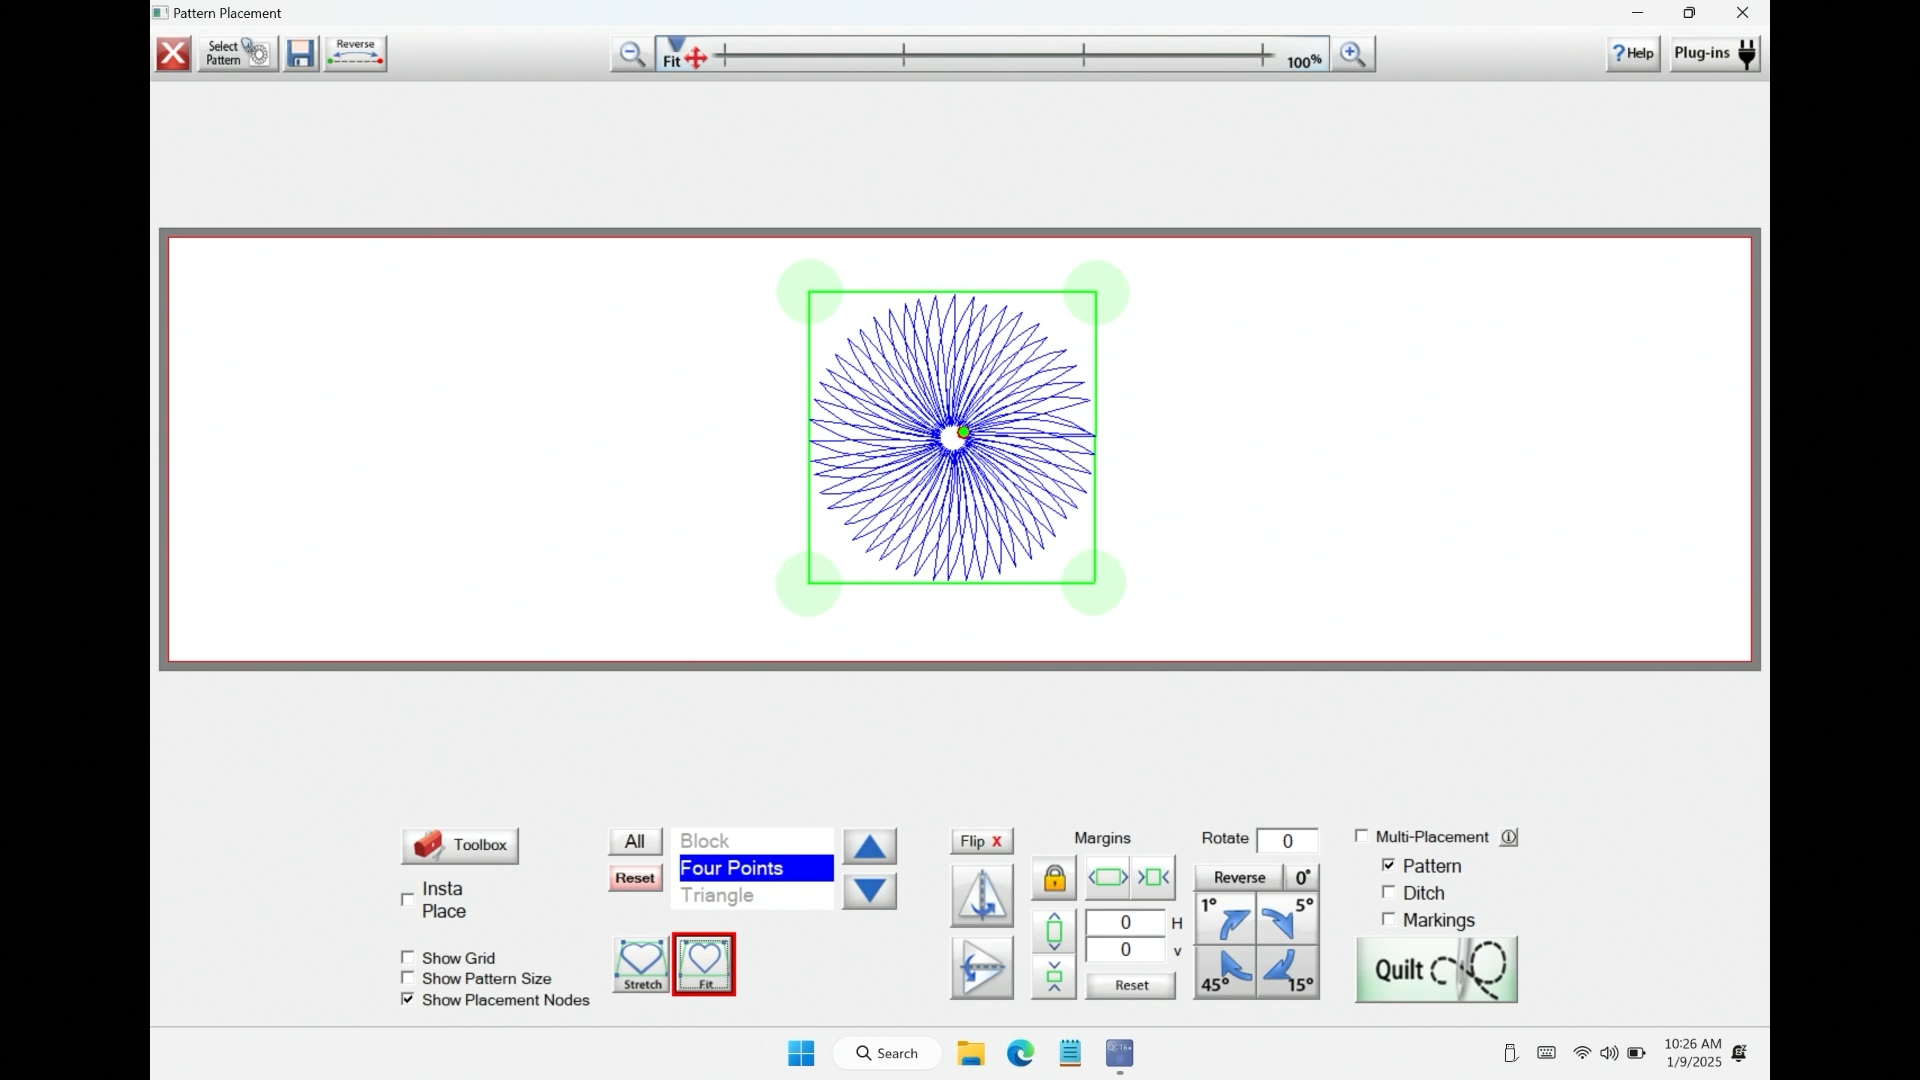 Pattern Placement
Select
Pattern
Reverse
Fit
100%
? Help
Plug-ins
Toolbox
Insta
Place
Show Grid
Show Pattern Size
Show Placement Nodes
All
Reset
Block
Four Points
Triangle
Stretch
Fit
Flip X
Margins
0 H
0 v
Reset
Rotate 0
Reverse 0°
1° 5°
45° 15°
Multi-Placement
Pattern
Ditch
Markings
Quilt
Search
10:26 AM
1/9/2025